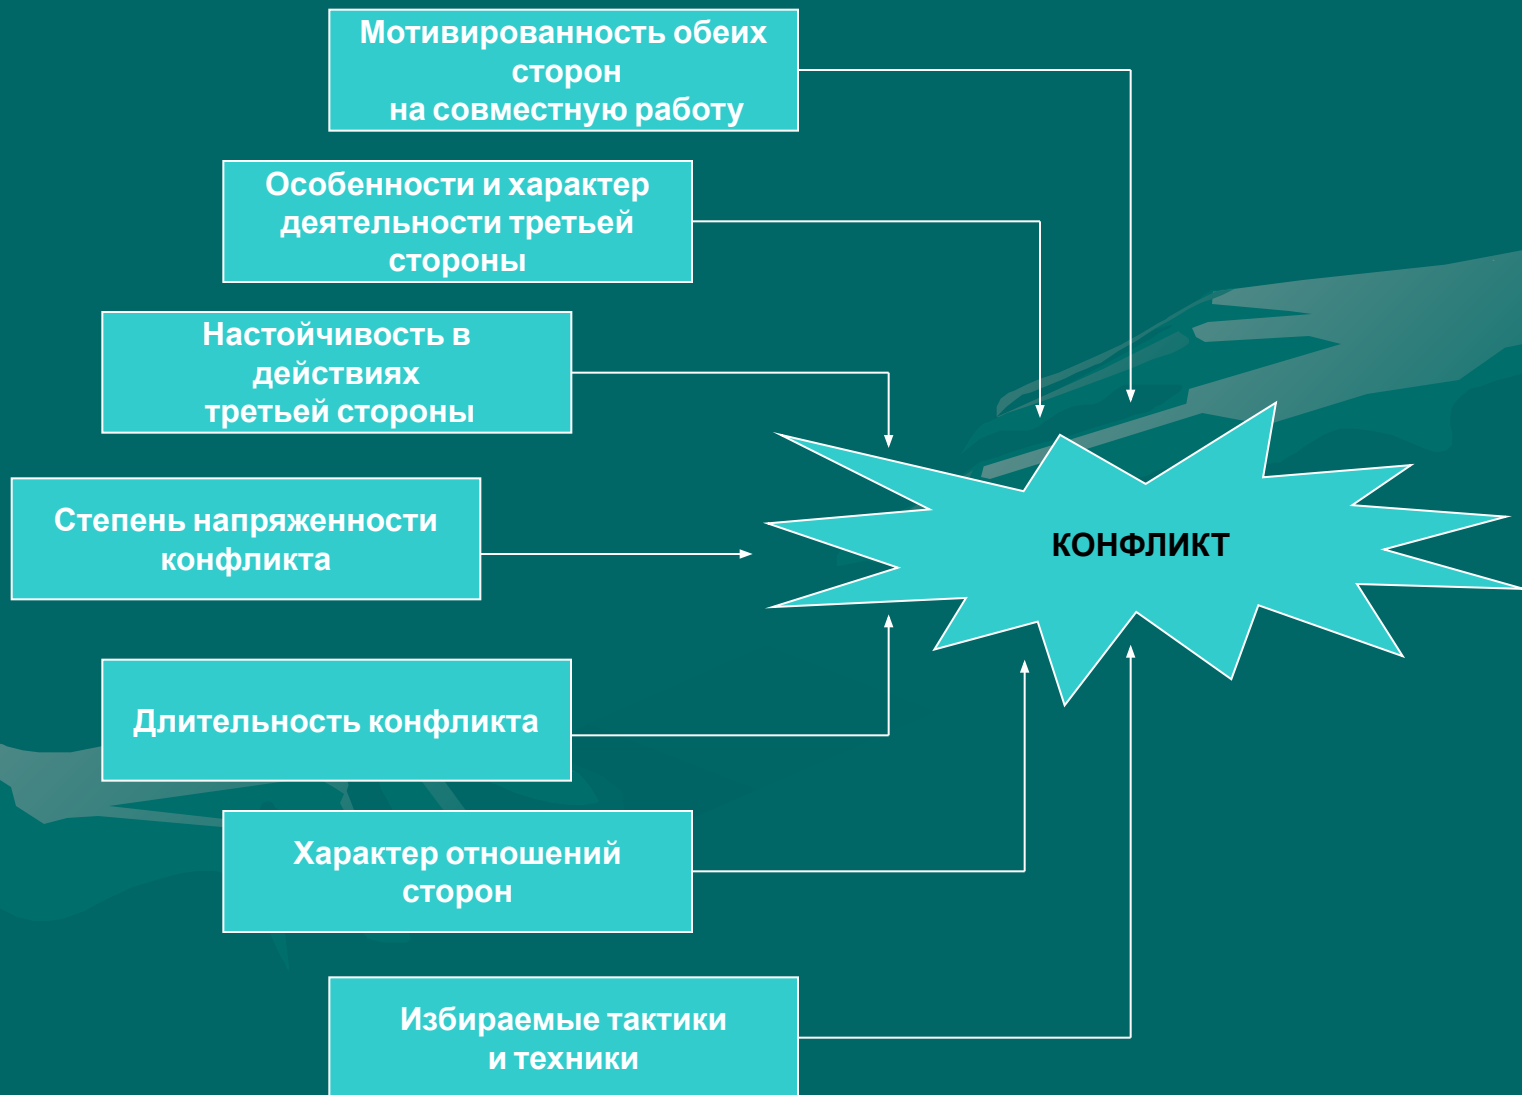 Мотивированность обеих
сторон
на совместную работу
Особенности и характер
деятельности третьей
стороны
Настойчивость в
действиях
третьей стороны
Степень напряженности
конфликта
КОНФЛИКТ
Длительность конфликта
Характер отношений
сторон
Избираемые тактики
и техники